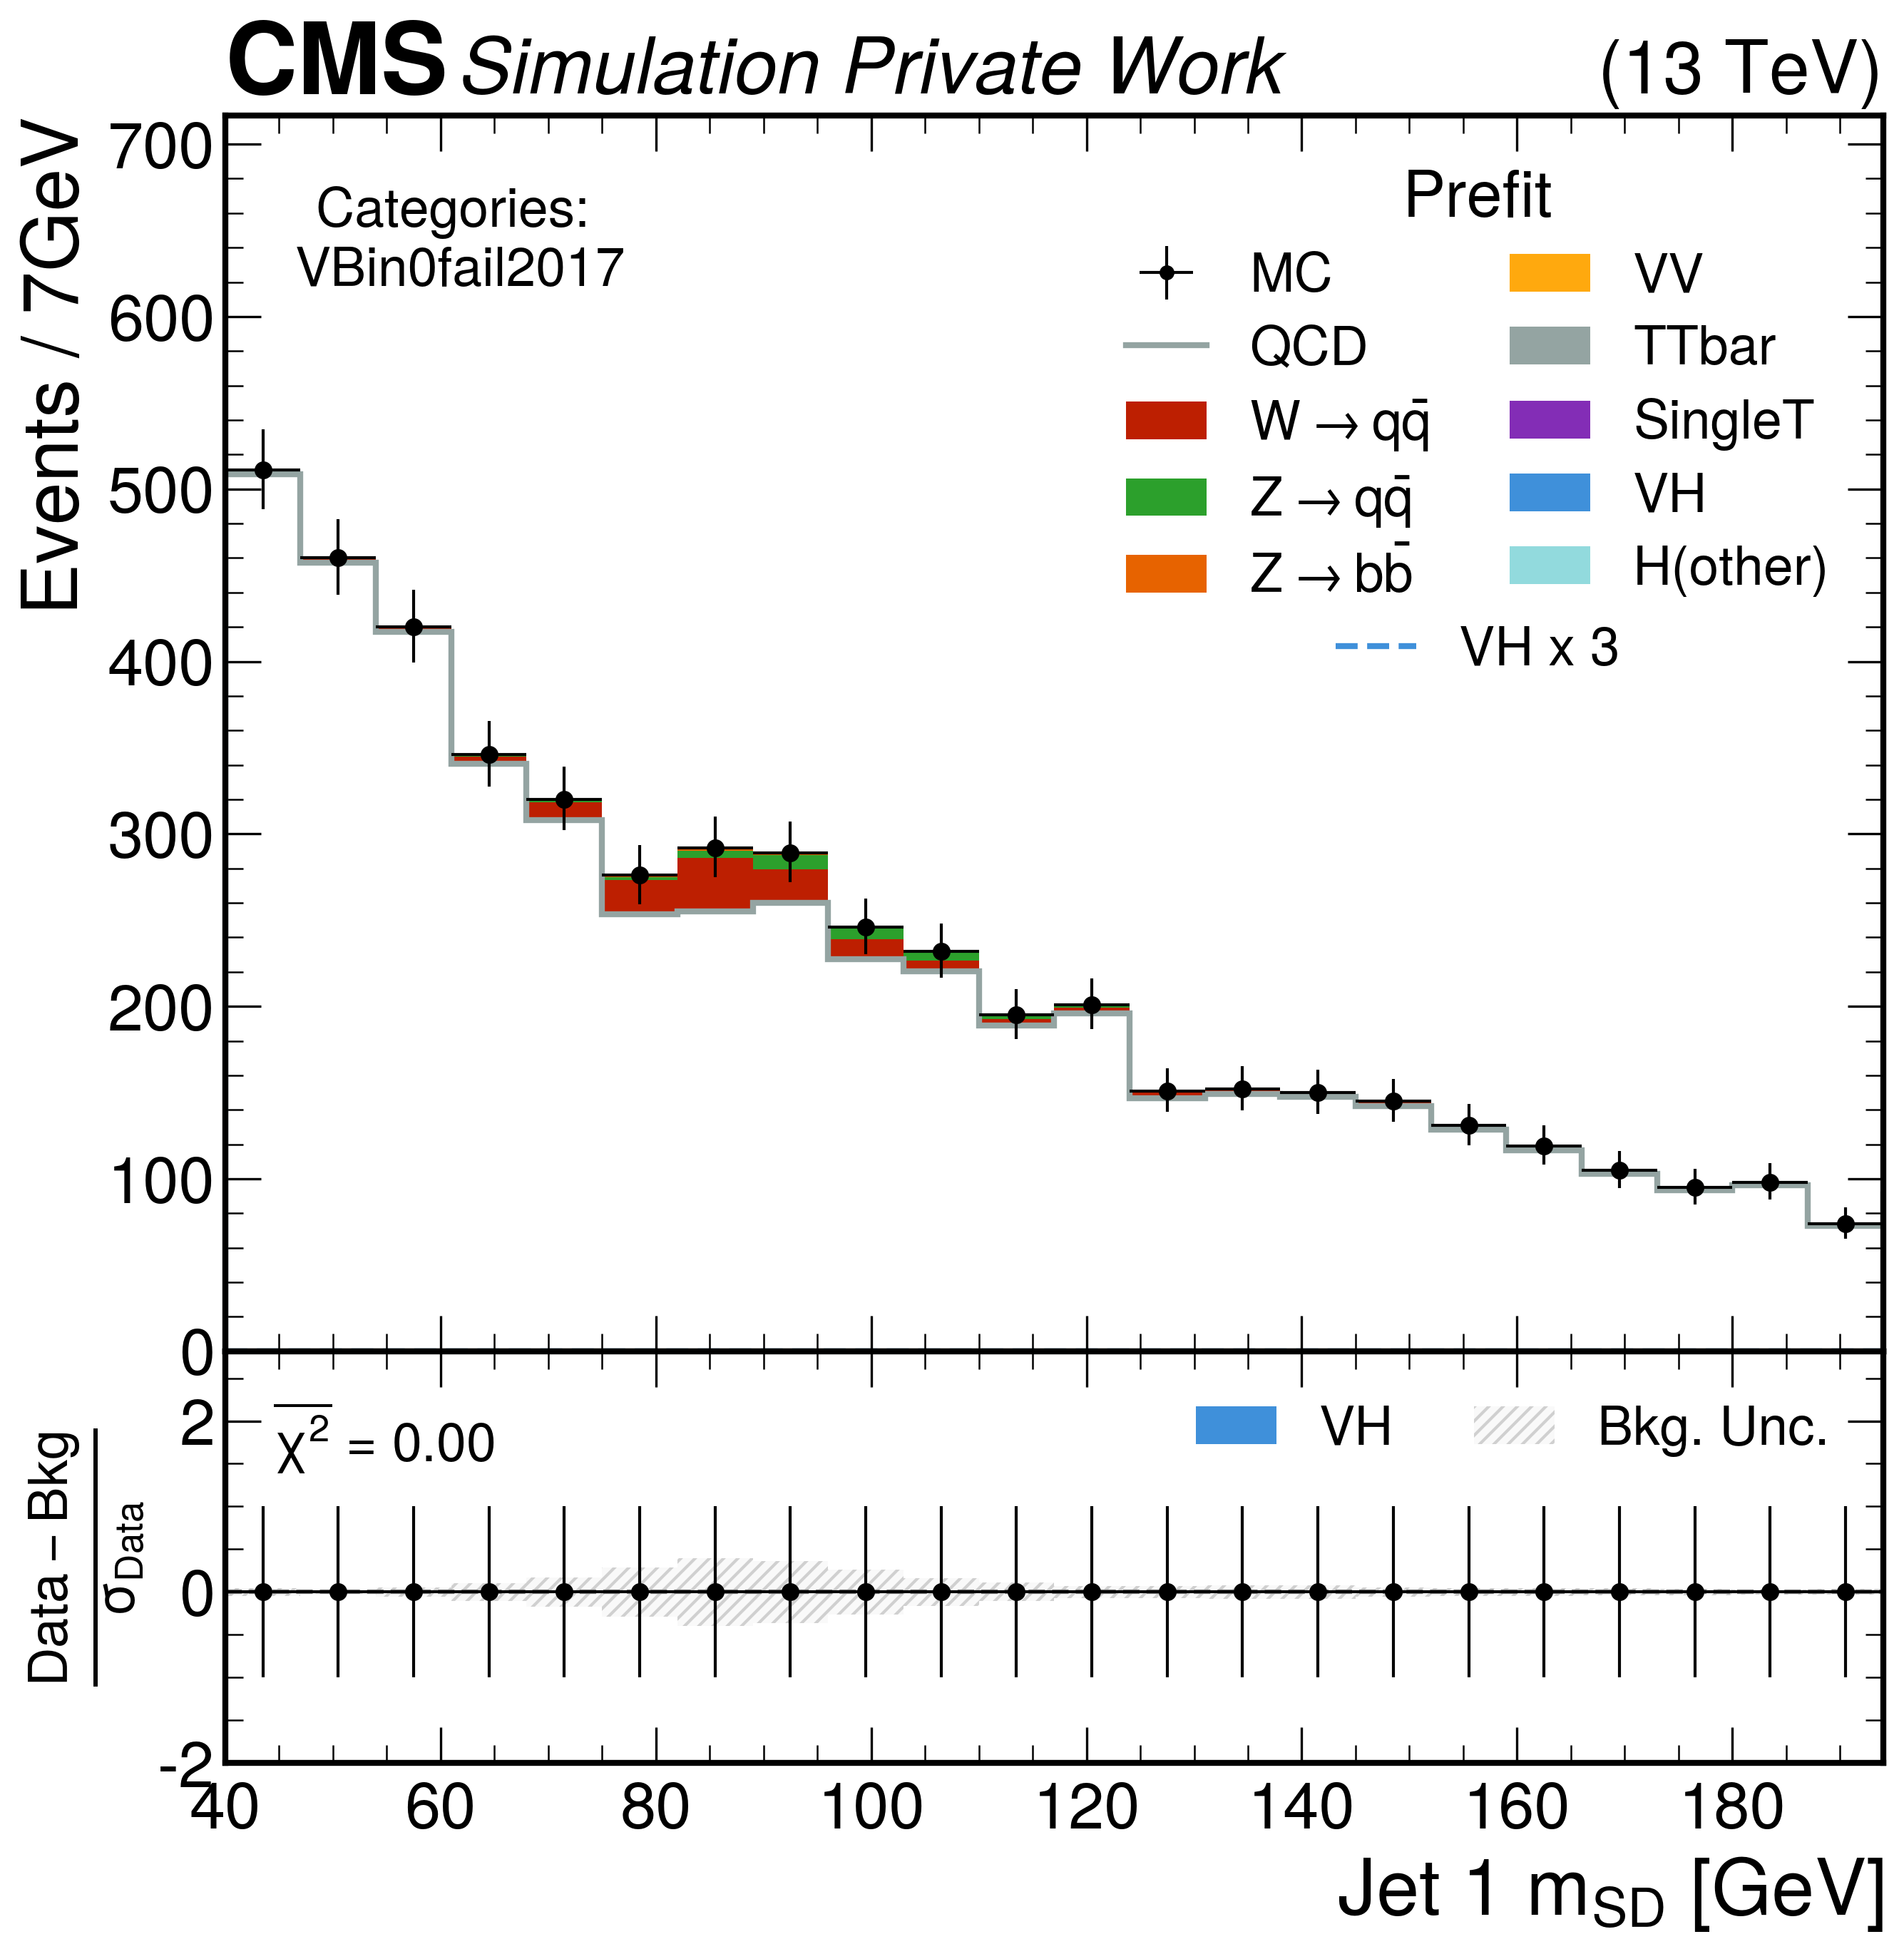 CMS Simulation Private Work (13 TeV)
Events / 7GeV
700
600
500
400
300
200
100
0
Categories:
VBin0fail2017
Prefit
MC
QCD
W → qq̄
Z → qq̄
Z → bb̄
VV
TTbar
SingleT
VH
H(other)
VH x 3
Data − Bkg
σData
2
0
-2
χ² = 0.00
VH
Bkg. Unc.
40 60 80 100 120 140 160 180
Jet 1 mSD [GeV]